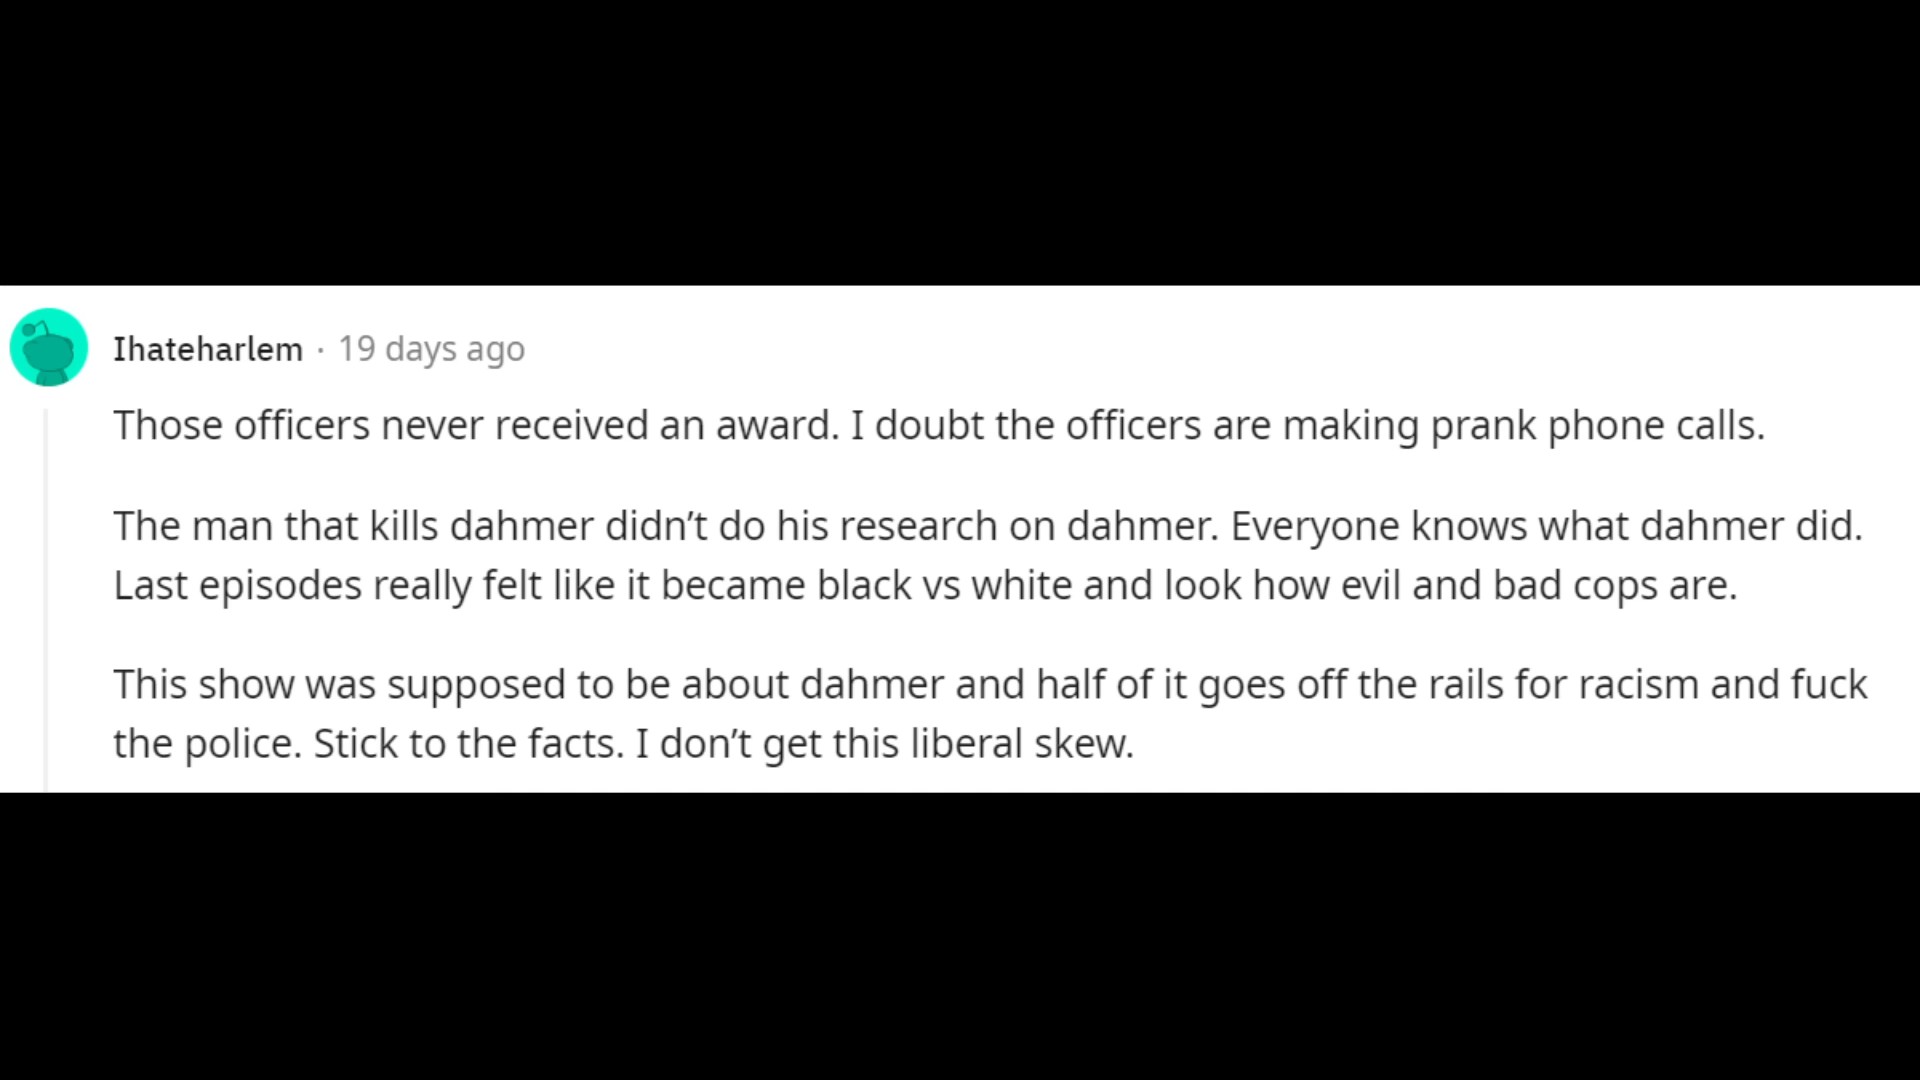 Ihateharlem · 19 days ago
Those officers never received an award. I doubt the officers are making prank phone calls.
The man that kills dahmer didn’t do his research on dahmer. Everyone knows what dahmer did.
Last episodes really felt like it became black vs white and look how evil and bad cops are.
This show was supposed to be about dahmer and half of it goes off the rails for racism and fuck
the police. Stick to the facts. I don’t get this liberal skew.